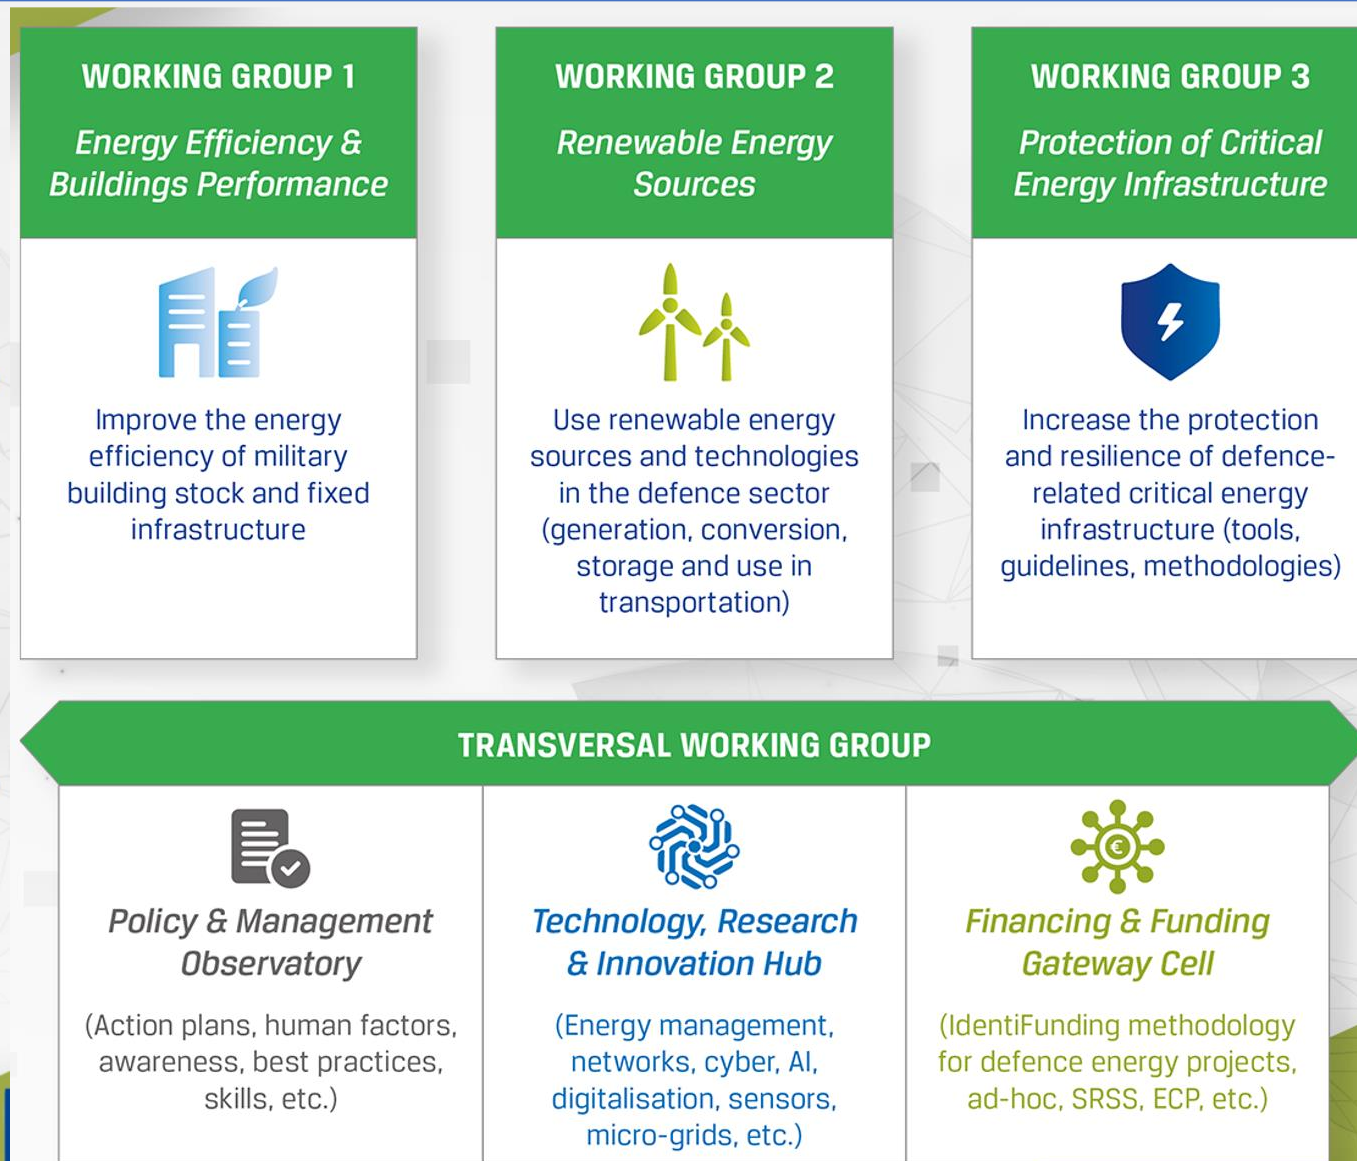 WORKING GROUP 1
Energy Efficiency &
Buildings Performance
Improve the energy
efficiency of military
building stock and fixed
infrastructure
WORKING GROUP 2
Renewable Energy
Sources
Use renewable energy
sources and technologies
in the defence sector
(generation, conversion,
storage and use in
transportation)
WORKING GROUP 3
Protection of Critical
Energy Infrastructure
Increase the protection
and resilience of defence-
related critical energy
infrastructure (tools,
guidelines, methodologies)
TRANSVERSAL WORKING GROUP
Policy & Management
Observatory
(Action plans, human factors,
awareness, best practices,
skills, etc.)
Technology, Research
& Innovation Hub
(Energy management,
networks, cyber, AI,
digitalisation, sensors,
micro-grids, etc.)
€
Financing & Funding
Gateway Cell
(IdentiFunding methodology
for defence energy projects,
ad-hoc, SRSS, ECP, etc.)